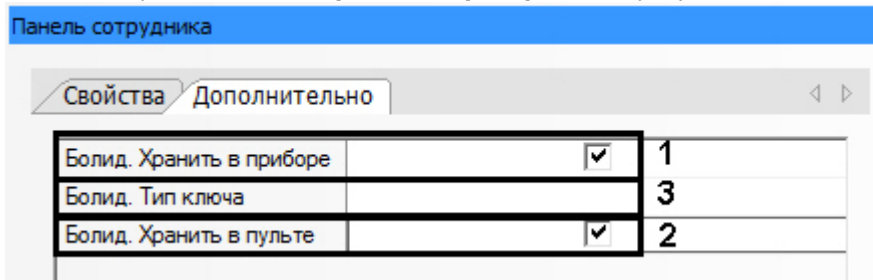 Панель сотрудника
Свойства Дополнительно
Болид. Хранить в приборе 1
Болид. Тип ключа 3
Болид. Хранить в пульте 2